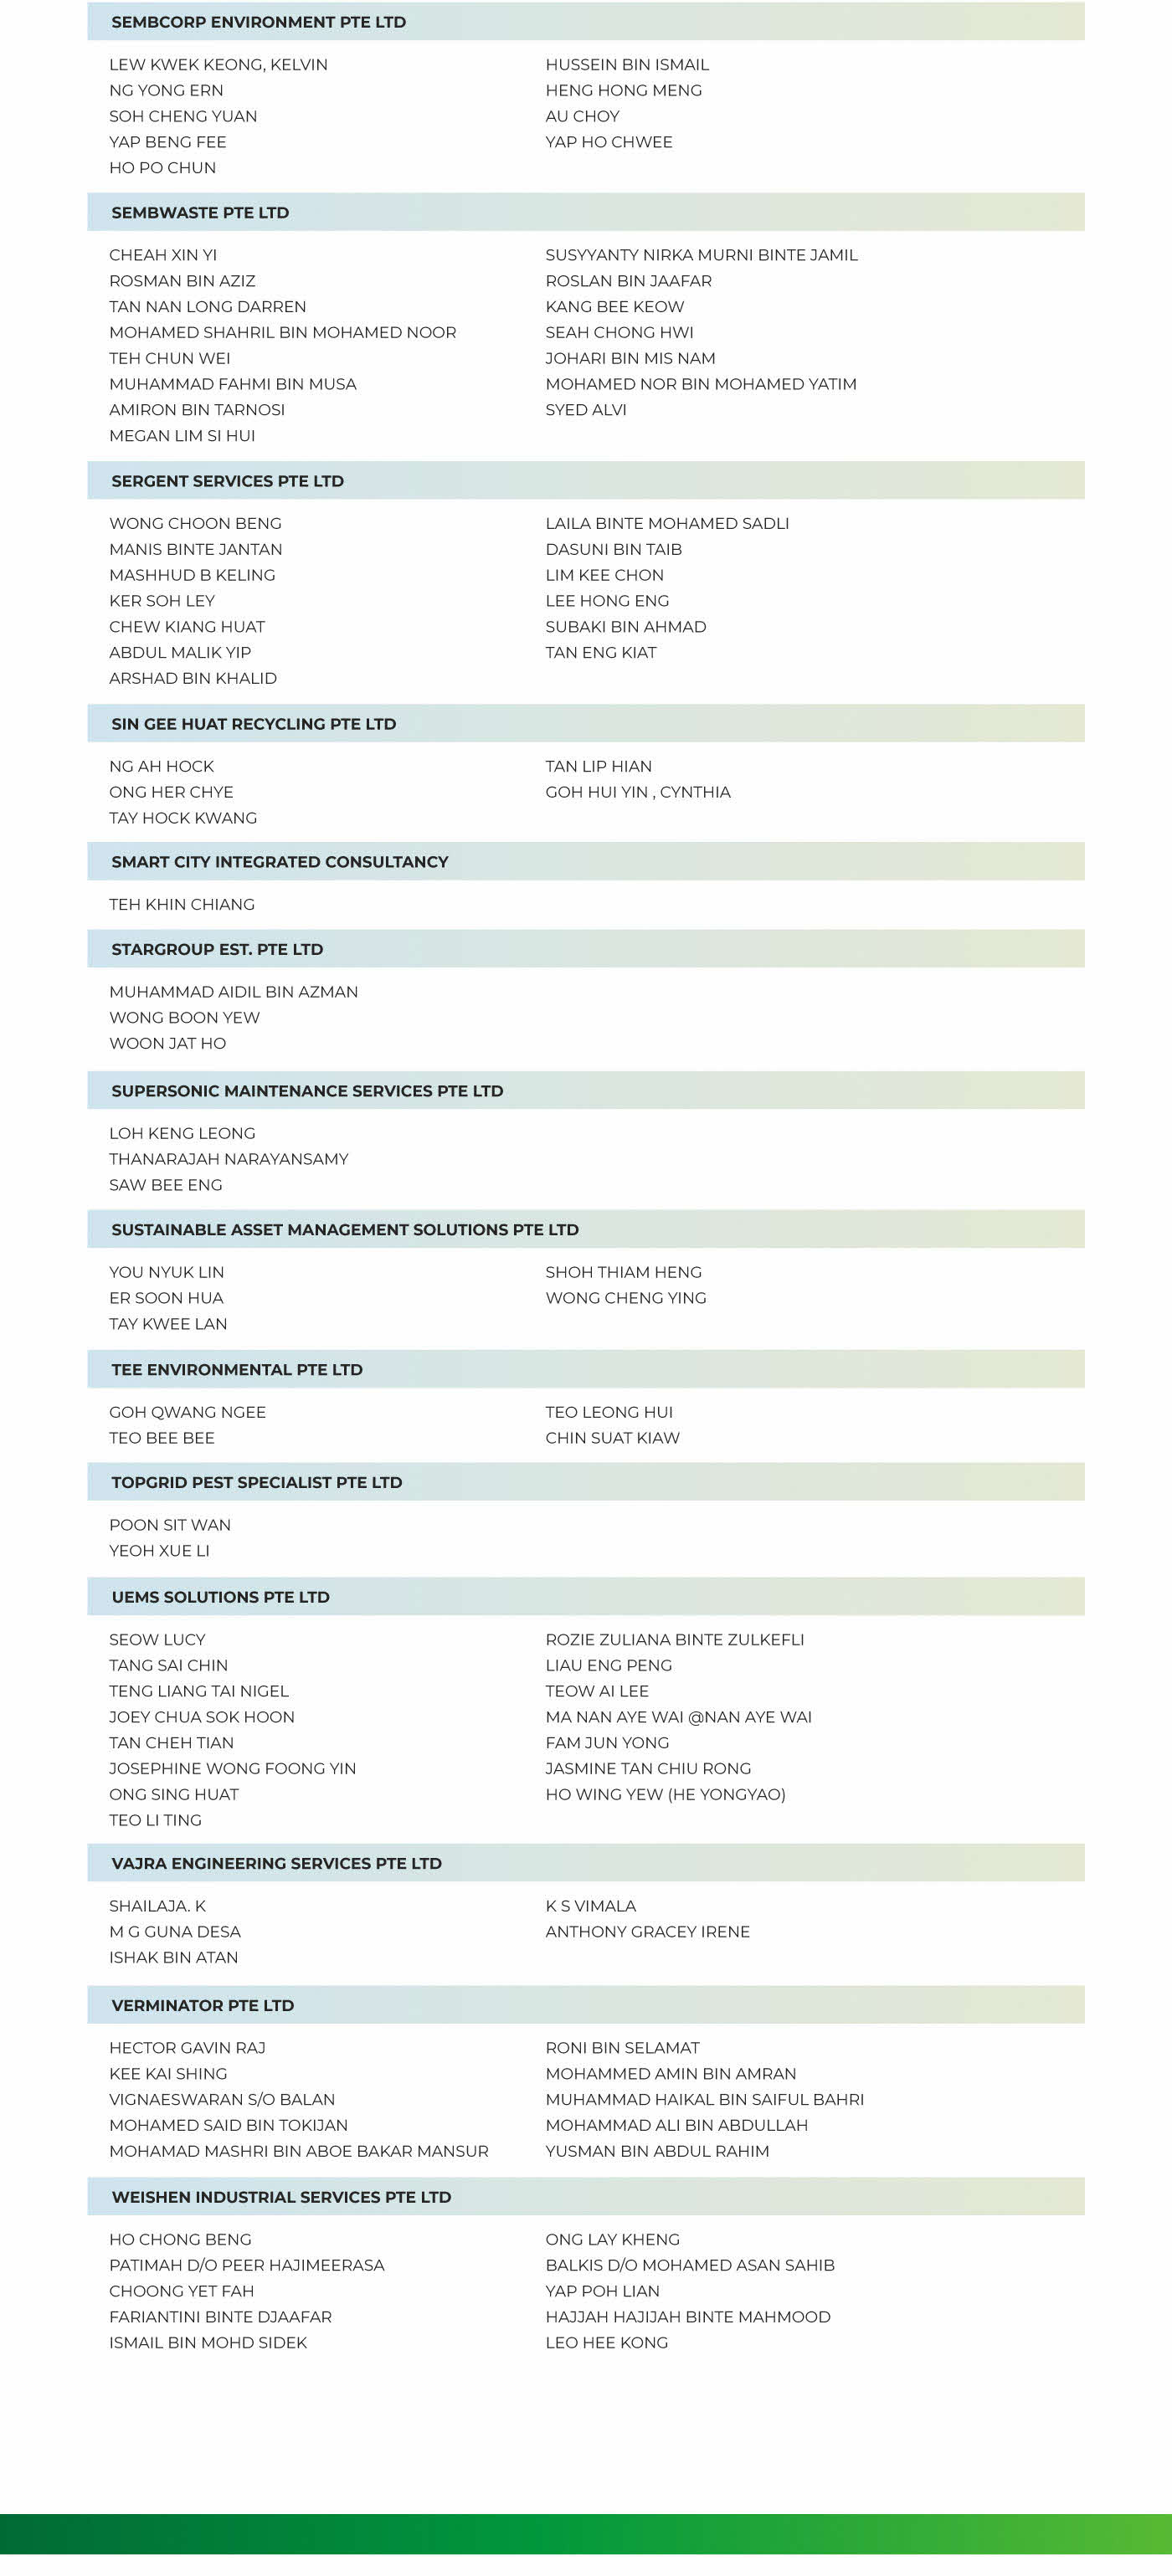 SEMBCORP ENVIRONMENT PTE LTD
LEW KWEK KEONG, KELVIN
NG YONG ERN
SOH CHENG YUAN
YAP BENG FEE
HO PO CHUN
HUSSEIN BIN ISMAIL
HENG HONG MENG
AU CHOY
YAP HO CHWEE
SEMBWASTE PTE LTD
CHEAH XIN YI
ROSMAN BIN AZIZ
TAN NAN LONG DARREN
MOHAMED SHAHRIL BIN MOHAMED NOOR
TEH CHUN WEI
MUHAMMAD FAHMI BIN MUSA
AMIRON BIN TARNOSI
MEGAN LIM SI HUI
SUSYYANTY NIRKA MURNI BINTE JAMIL
ROSLAN BIN JAAFAR
KANG BEE KEOW
SEAH CHONG HWI
JOHARI BIN MIS NAM
MOHAMED NOR BIN MOHAMED YATIM
SYED ALVI
SERGENT SERVICES PTE LTD
WONG CHOON BENG
MANIS BINTE JANTAN
MASHHUD B KELING
KER SOH LEY
CHEW KIANG HUAT
ABDUL MALIK YIP
ARSHAD BIN KHALID
LAILA BINTE MOHAMED SADLI
DASUNI BIN TAIB
LIM KEE CHON
LEE HONG ENG
SUBAKI BIN AHMAD
TAN ENG KIAT
SIN GEE HUAT RECYCLING PTE LTD
NG AH HOCK
ONG HER CHYE
TAY HOCK KWANG
TAN LIP HIAN
GOH HUI YIN , CYNTHIA
SMART CITY INTEGRATED CONSULTANCY
TEH KHIN CHIANG
STARGROUP EST. PTE LTD
MUHAMMAD AIDIL BIN AZMAN
WONG BOON YEW
WOON JAT HO
SUPERSONIC MAINTENANCE SERVICES PTE LTD
LOH KENG LEONG
THANARAJAH NARAYANSAMY
SAW BEE ENG
SUSTAINABLE ASSET MANAGEMENT SOLUTIONS PTE LTD
YOU NYUK LIN
ER SOON HUA
TAY KWEE LAN
SHOH THIAM HENG
WONG CHENG YING
TEE ENVIRONMENTAL PTE LTD
GOH QWANG NGEE
TEO BEE BEE
TEO LEONG HUI
CHIN SUAT KIAW
TOPGRID PEST SPECIALIST PTE LTD
POON SIT WAN
YEOH XUE LI
UEMS SOLUTIONS PTE LTD
SEOW LUCY
TANG SAI CHIN
TENG LIANG TAI NIGEL
JOEY CHUA SOK HOON
TAN CHEH TIAN
JOSEPHINE WONG FOONG YIN
ONG SING HUAT
TEO LI TING
ROZIE ZULIANA BINTE ZULKEFLI
LIAU ENG PENG
TEOW AI LEE
MA NAN AYE WAI @NAN AYE WAI
FAM JUN YONG
JASMINE TAN CHIU RONG
HO WING YEW (HE YONGYAO)
VAJRA ENGINEERING SERVICES PTE LTD
SHAILAJA. K
M G GUNA DESA
ISHAK BIN ATAN
K S VIMALA
ANTHONY GRACEY IRENE
VERMINATOR PTE LTD
HECTOR GAVIN RAJ
KEE KAI SHING
VIGNAESWARAN S/O BALAN
MOHAMED SAID BIN TOKIJAN
MOHAMAD MASHRI BIN ABOE BAKAR MANSUR
RONI BIN SELAMAT
MOHAMMED AMIN BIN AMRAN
MUHAMMAD HAIKAL BIN SAIFUL BAHRI
MOHAMMAD ALI BIN ABDULLAH
YUSMAN BIN ABDUL RAHIM
WEISHEN INDUSTRIAL SERVICES PTE LTD
HO CHONG BENG
PATIMAH D/O PEER HAJIMEERASA
CHOONG YET FAH
FARIANTINI BINTE DJAAFAR
ISMAIL BIN MOHD SIDEK
ONG LAY KHENG
BALKIS D/O MOHAMED ASAN SAHIB
YAP POH LIAN
HAJJAH HAJIJAH BINTE MAHMOOD
LEO HEE KONG